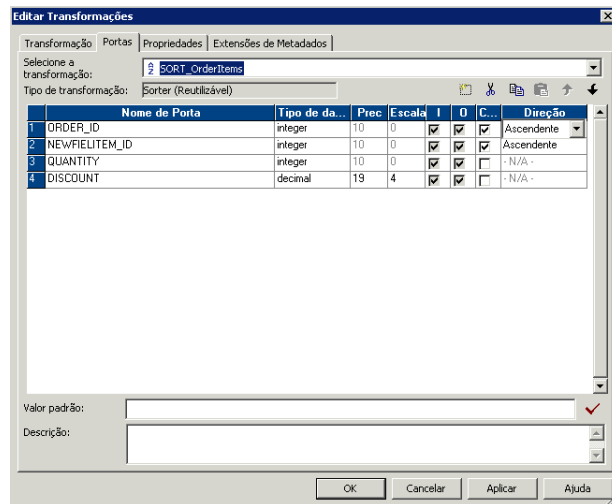 Editar Transformações
Transformação Portas Propriedades Extensões de Metadados
Selecione a
transformação: SORT_OrderItems
Tipo de transformação: Sorter (Reutilizável)
Nome de Porta Tipo de da... Prec Escala I O C... Direção
1 ORDER_ID integer 10 0 Ascendente
2 NEWFIELITEM_ID integer 10 0 Ascendente
3 QUANTITY integer 10 0 - N/A -
4 DISCOUNT decimal 19 4 - N/A -
Valor padrão:
Descrição:
OK Cancelar Aplicar Ajuda